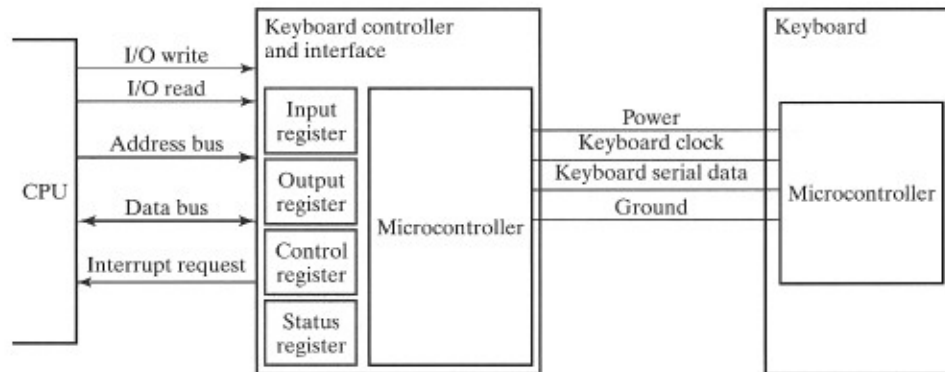 Keyboard controller
and interface
Keyboard
I/O write
I/O read
Address bus
CPU
Data bus
Interrupt request
Input
register
Output
register
Control
register
Status
register
Microcontroller
Power
Keyboard clock
Keyboard serial data
Ground
Microcontroller